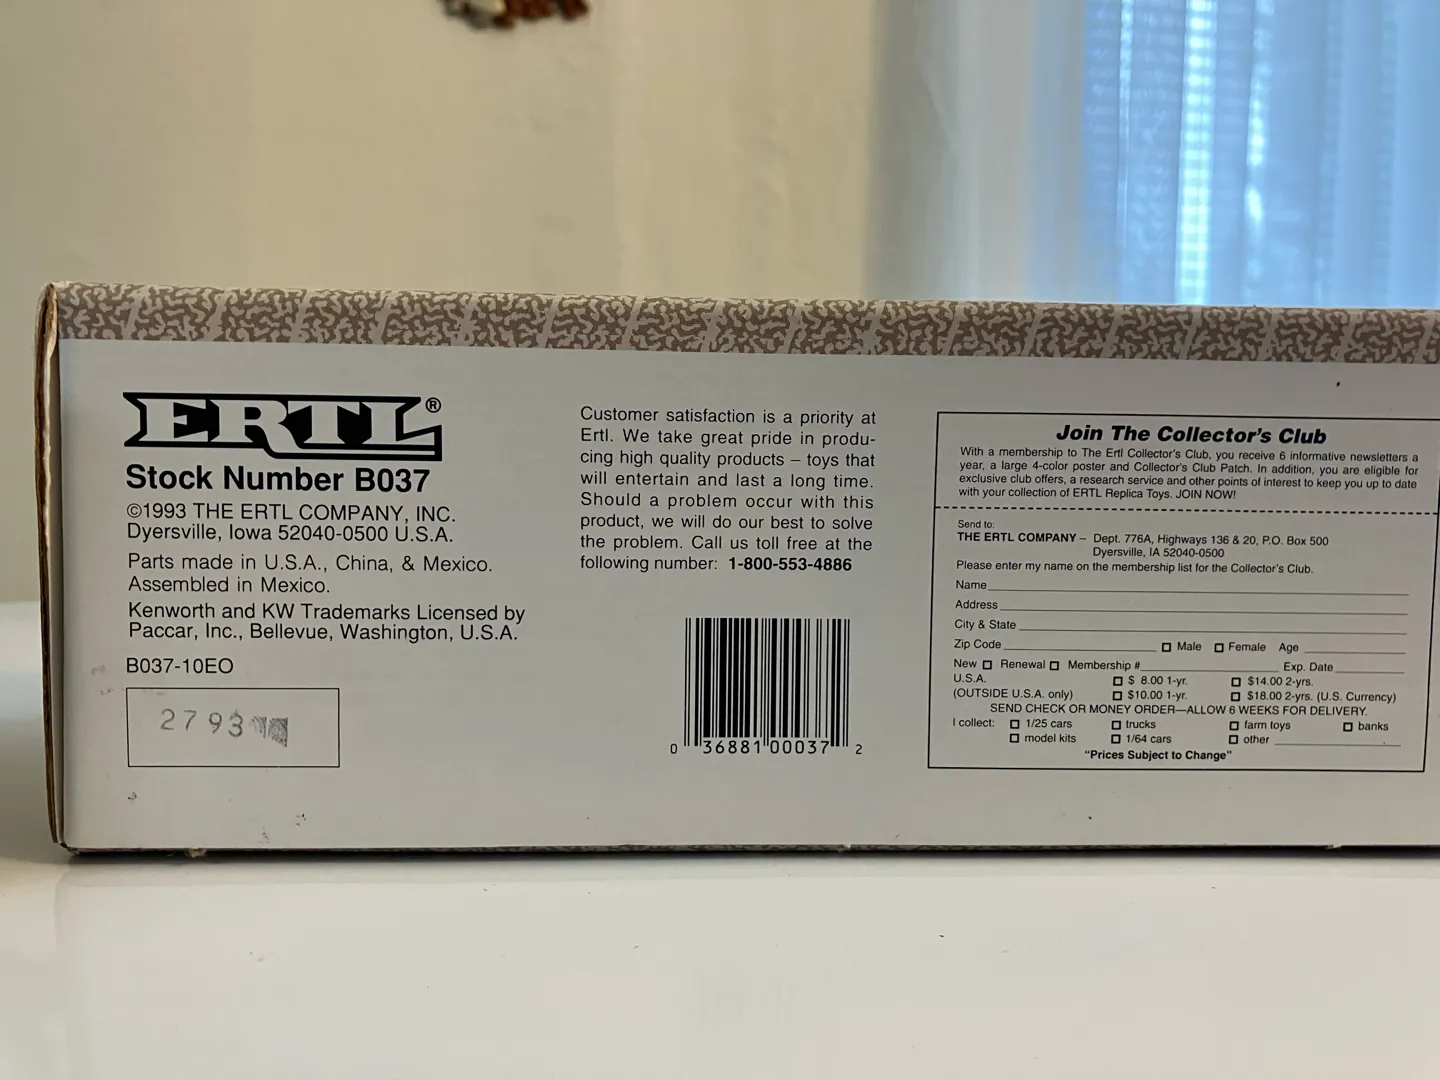 ERTL®
Stock Number B037
©1993 THE ERTL COMPANY, INC.
Dyersville, Iowa 52040-0500 U.S.A.
Parts made in U.S.A., China, & Mexico.
Assembled in Mexico.
Kenworth and KW Trademarks Licensed by
Paccar, Inc., Bellevue, Washington, U.S.A.
B037-10EO
2793
Customer satisfaction is a priority at
Ertl. We take great pride in produ-
cing high quality products – toys that
will entertain and last a long time.
Should a problem occur with this
product, we will do our best to solve
the problem. Call us toll free at the
following number: 1-800-553-4886
0 36881 00037 2
Join The Collector's Club
With a membership to The Ertl Collector's Club, you receive 6 informative newsletters a
year, a large 4-color poster and Collector's Club Patch. In addition, you are eligible for
exclusive club offers, a research service and other points of interest to keep you up to date
with your collection of ERTL Replica Toys. JOIN NOW!
Send to:
THE ERTL COMPANY – Dept. 776A, Highways 136 & 20, P.O. Box 500
Dyersville, IA 52040-0500
Please enter my name on the membership list for the Collector's Club.
Name
Address
City & State
Zip Code Male Female Age
New Renewal Membership # Exp. Date
U.S.A. $ 8.00 1-yr. $14.00 2-yrs.
(OUTSIDE U.S.A. only) $10.00 1-yr. $18.00 2-yrs. (U.S. Currency)
SEND CHECK OR MONEY ORDER—ALLOW 6 WEEKS FOR DELIVERY.
I collect: 1/25 cars trucks farm toys banks
model kits 1/64 cars other
"Prices Subject to Change"